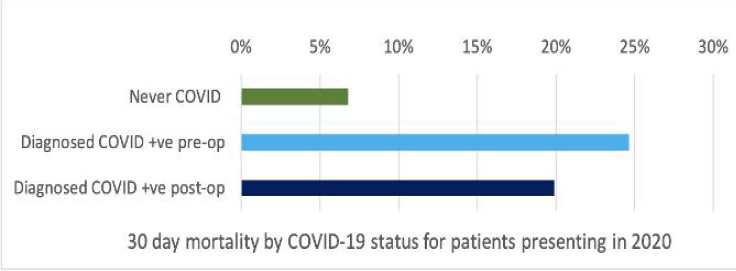 0% 5% 10% 15% 20% 25% 30%
Never COVID
Diagnosed COVID +ve pre-op
Diagnosed COVID +ve post-op
30 day mortality by COVID-19 status for patients presenting in 2020